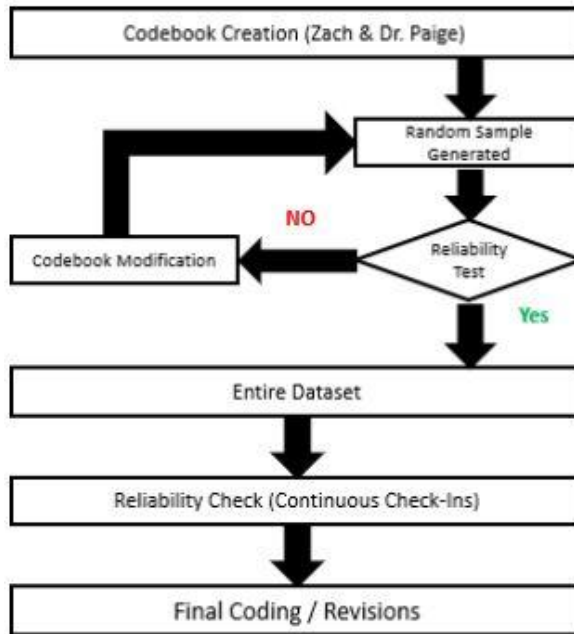 Codebook Creation (Zach & Dr. Paige)
Random Sample
Generated
NO
Codebook Modification
Reliability
Test
Yes
Entire Dataset
Reliability Check (Continuous Check-Ins)
Final Coding / Revisions